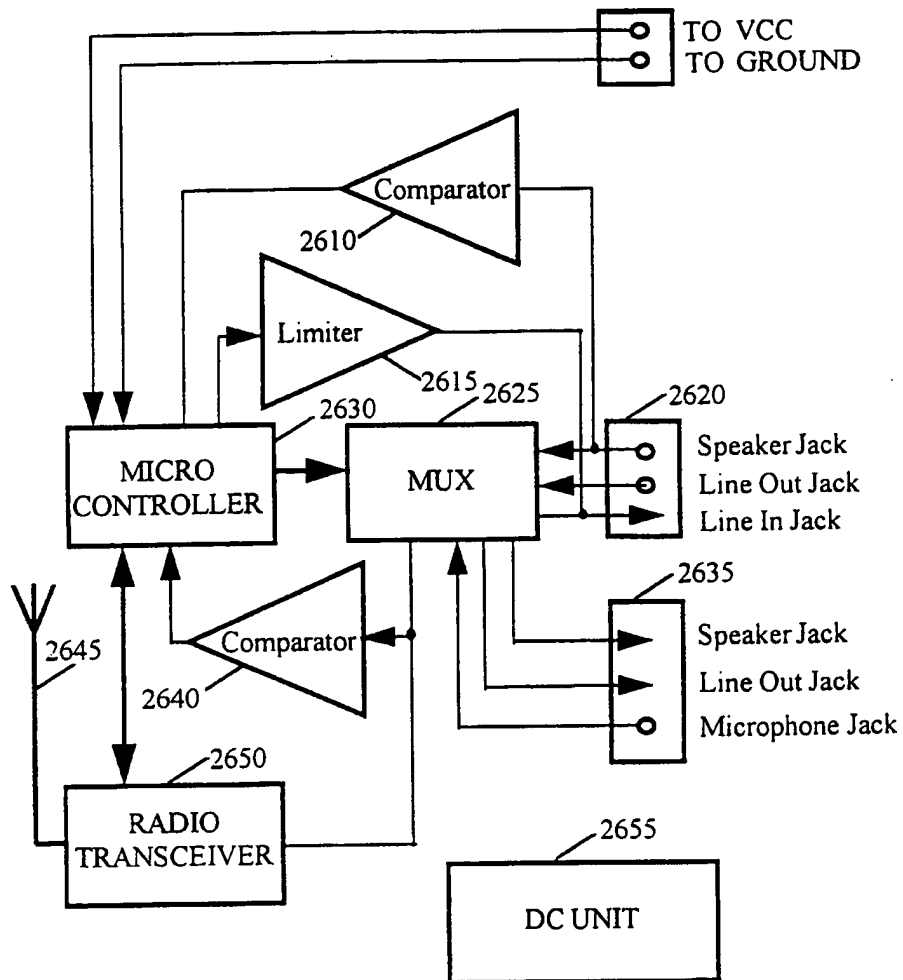 TO VCC
TO GROUND
Comparator
2610
Limiter
2615
2630
2625
2620
MICRO
CONTROLLER
MUX
Speaker Jack
Line Out Jack
Line In Jack
2635
Comparator
2640
Speaker Jack
Line Out Jack
Microphone Jack
2645
2650
RADIO
TRANSCEIVER
2655
DC UNIT